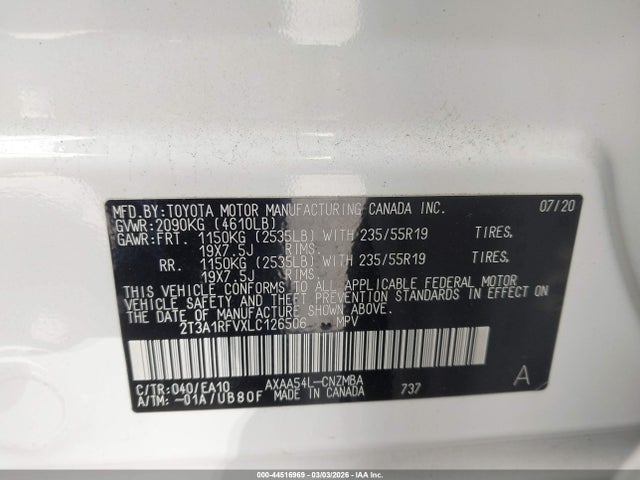 MFD.BY:TOYOTA MOTOR MANUFACTURING CANADA INC. 07/20
GVWR:2090KG (4610LB)
GAWR:FRT. 1150KG (2535LB) WITH 235/55R19 TIRES,
19X7.5J RIMS.
RR. 1150KG (2535LB) WITH 235/55R19 TIRES,
19X7.5J RIMS.
THIS VEHICLE CONFORMS TO ALL APPLICABLE FEDERAL MOTOR
VEHICLE SAFETY AND BUMPER STANDARDS IN EFFECT ON
THE DATE OF MANUFACTURE SHOWN ABOVE.
2T3A1RFVXLC126506 MPV
C/TR:040/EA10 AXAA54L-CNZMBA 737 A
A/TM:-01A/UB80F MADE IN CANADA
000-44516969 | 03/03/2026 - IAA Inc.